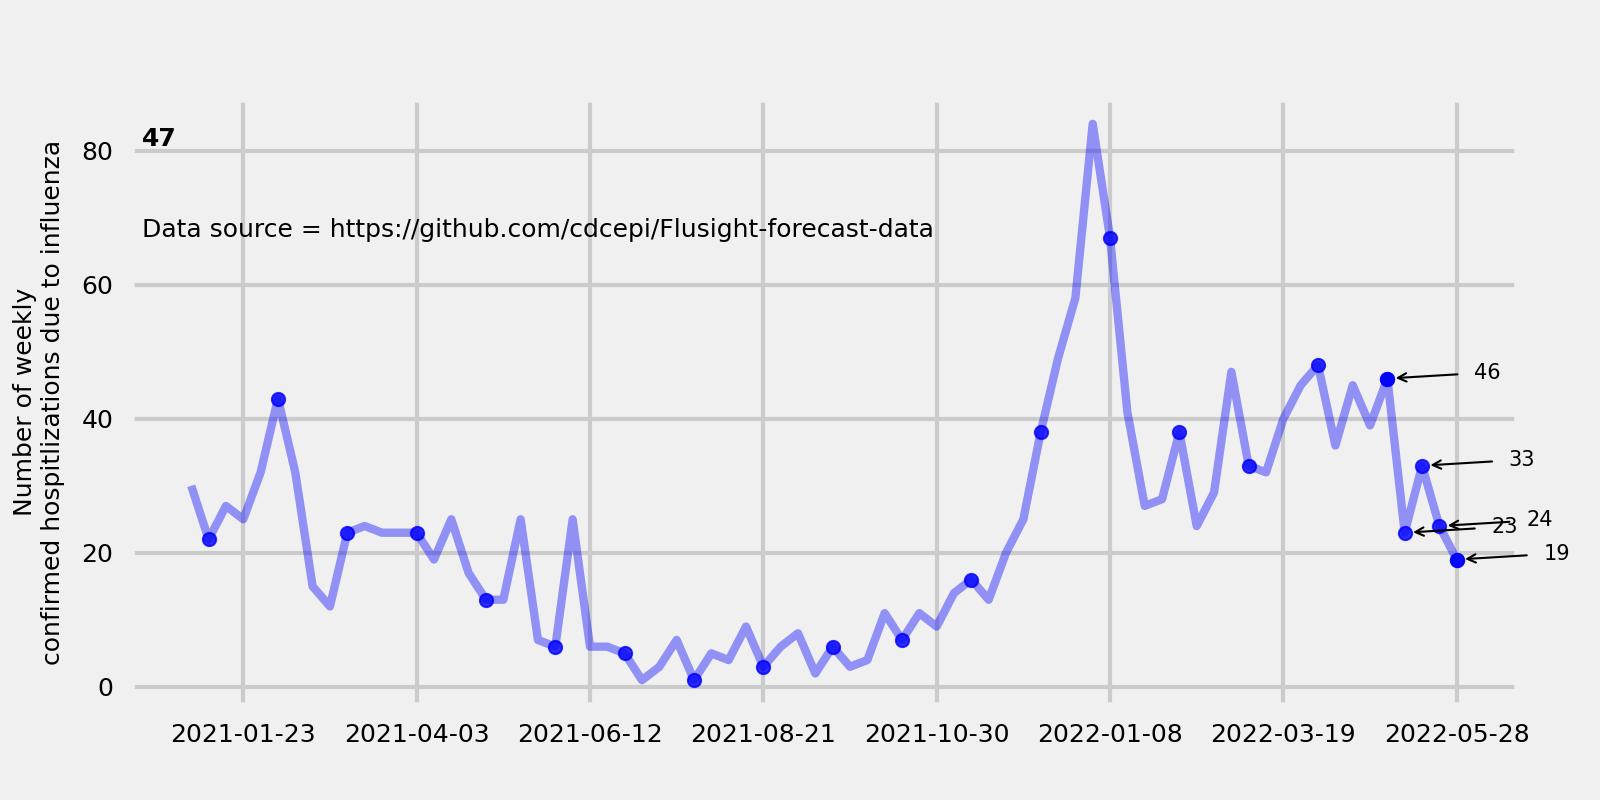 47
Data source = https://github.com/cdcepi/Flusight-forecast-data
Number of weekly
confirmed hospitlizations due to influenza
80
60
40
20
0
46
33
24
23
19
2021-01-23 2021-04-03 2021-06-12 2021-08-21 2021-10-30 2022-01-08 2022-03-19 2022-05-28